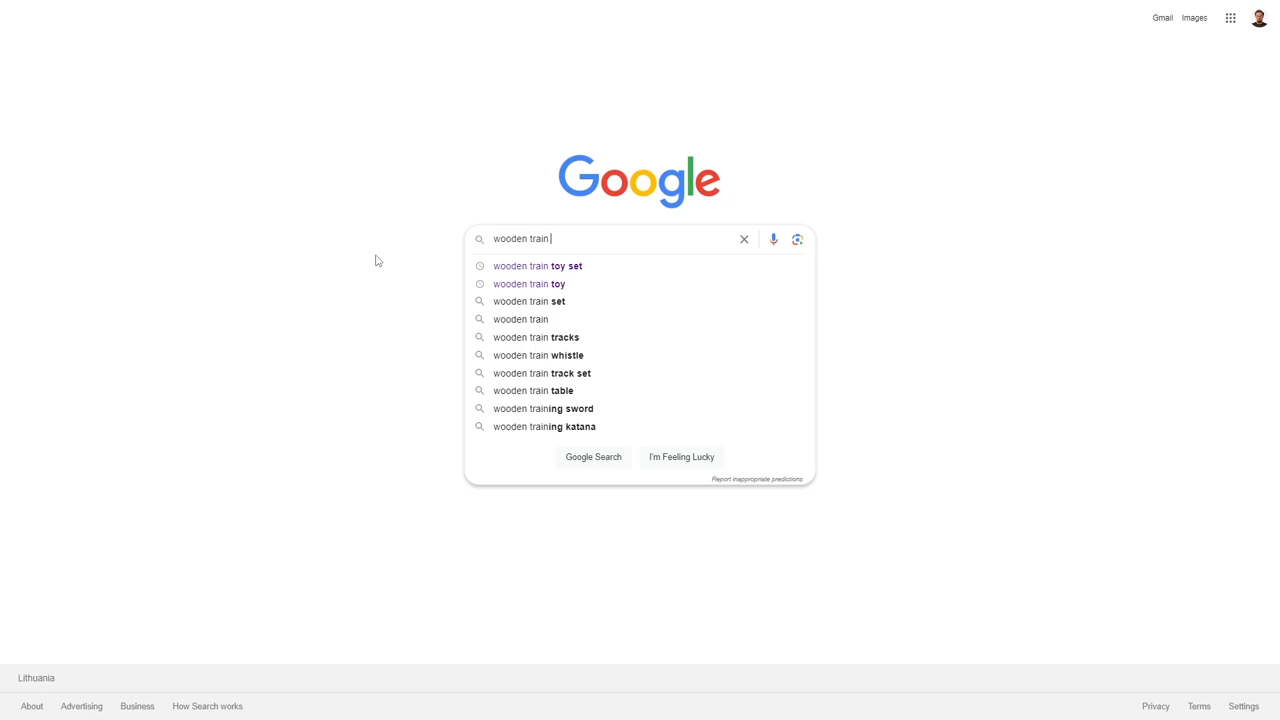 Gmail Images
Google
wooden train
wooden train toy set
wooden train toy
wooden train set
wooden train
wooden train tracks
wooden train whistle
wooden train track set
wooden train table
wooden training sword
wooden training katana
Google Search I'm Feeling Lucky
Report inappropriate predictions
Lithuania
About Advertising Business How Search works Privacy Terms Settings